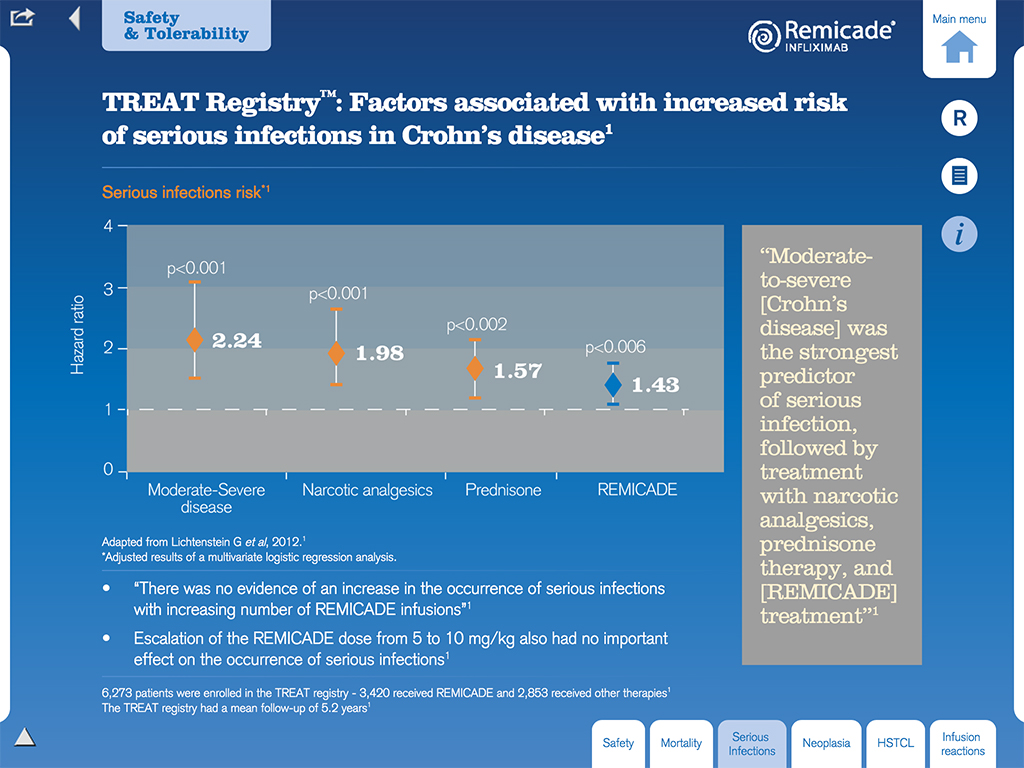 Safety
& Tolerability
Remicade®
INFLIXIMAB
Main menu
TREAT Registry™: Factors associated with increased risk
of serious infections in Crohn's disease¹
R
i
Serious infections risk*¹
Hazard ratio
4
3
2
1
0
p<0.001
2.24
p<0.001
1.98
p<0.002
1.57
p<0.006
1.43
Moderate-Severe
disease
Narcotic analgesics
Prednisone
REMICADE
"Moderate-
to-severe
[Crohn's
disease] was
the strongest
predictor
of serious
infection,
followed by
treatment
with narcotic
analgesics,
prednisone
therapy, and
[REMICADE]
treatment"¹
Adapted from Lichtenstein G et al, 2012.¹
*Adjusted results of a multivariate logistic regression analysis.
• "There was no evidence of an increase in the occurrence of serious infections
with increasing number of REMICADE infusions"¹
• Escalation of the REMICADE dose from 5 to 10 mg/kg also had no important
effect on the occurrence of serious infections¹
6,273 patients were enrolled in the TREAT registry - 3,420 received REMICADE and 2,853 received other therapies¹
The TREAT registry had a mean follow-up of 5.2 years¹
Safety
Mortality
Serious
Infections
Neoplasia
HSTCL
Infusion
reactions